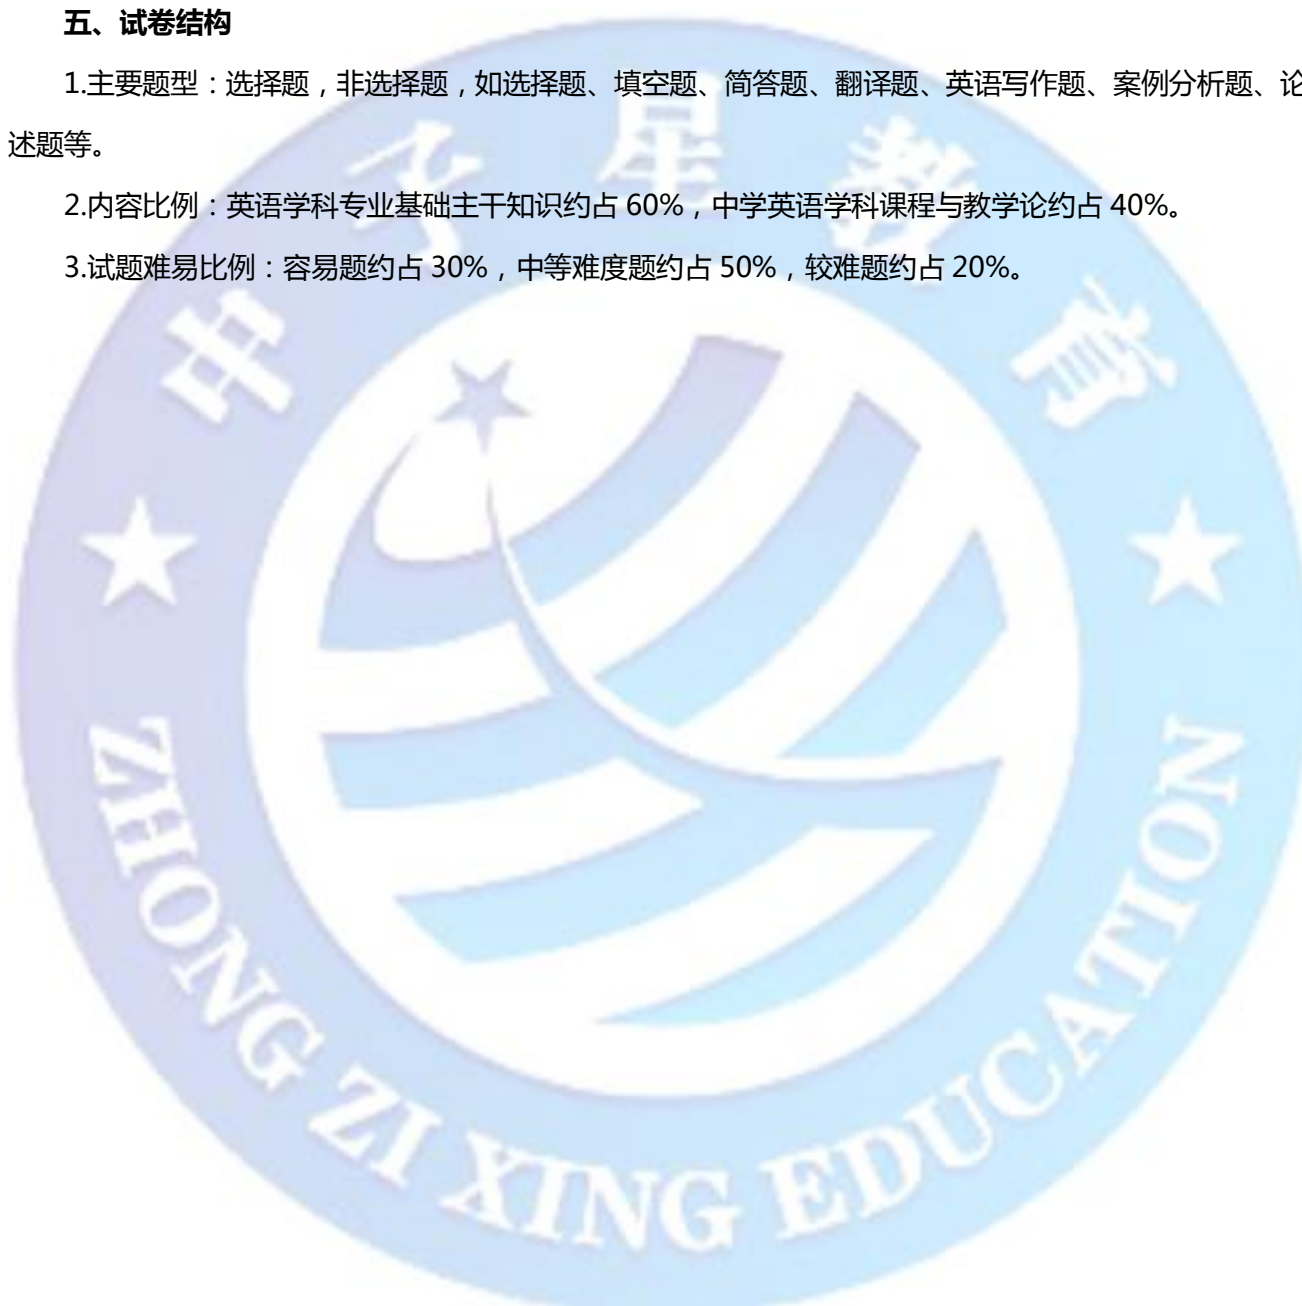 五、试卷结构
1.主要题型：选择题，非选择题，如选择题、填空题、简答题、翻译题、英语写作题、案例分析题、论
述题等。
2.内容比例：英语学科专业基础主干知识约占 60%，中学英语学科课程与教学论约占 40%。
3.试题难易比例：容易题约占 30%，中等难度题约占 50%，较难题约占 20%。
中子星教育
ZHONG ZI XING EDUCATION